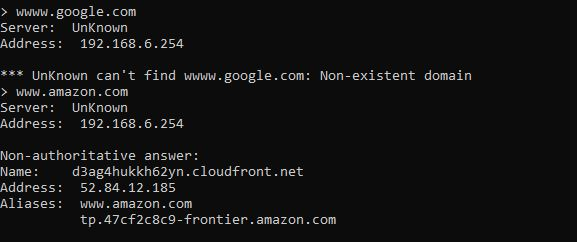 > wwww.google.com
Server:  UnKnown
Address:  192.168.6.254

*** UnKnown can't find wwww.google.com: Non-existent domain
> www.amazon.com
Server:  UnKnown
Address:  192.168.6.254

Non-authoritative answer:
Name:    d3ag4hukkh62yn.cloudfront.net
Address:  52.84.12.185
Aliases:  www.amazon.com
          tp.47cf2c8c9-frontier.amazon.com